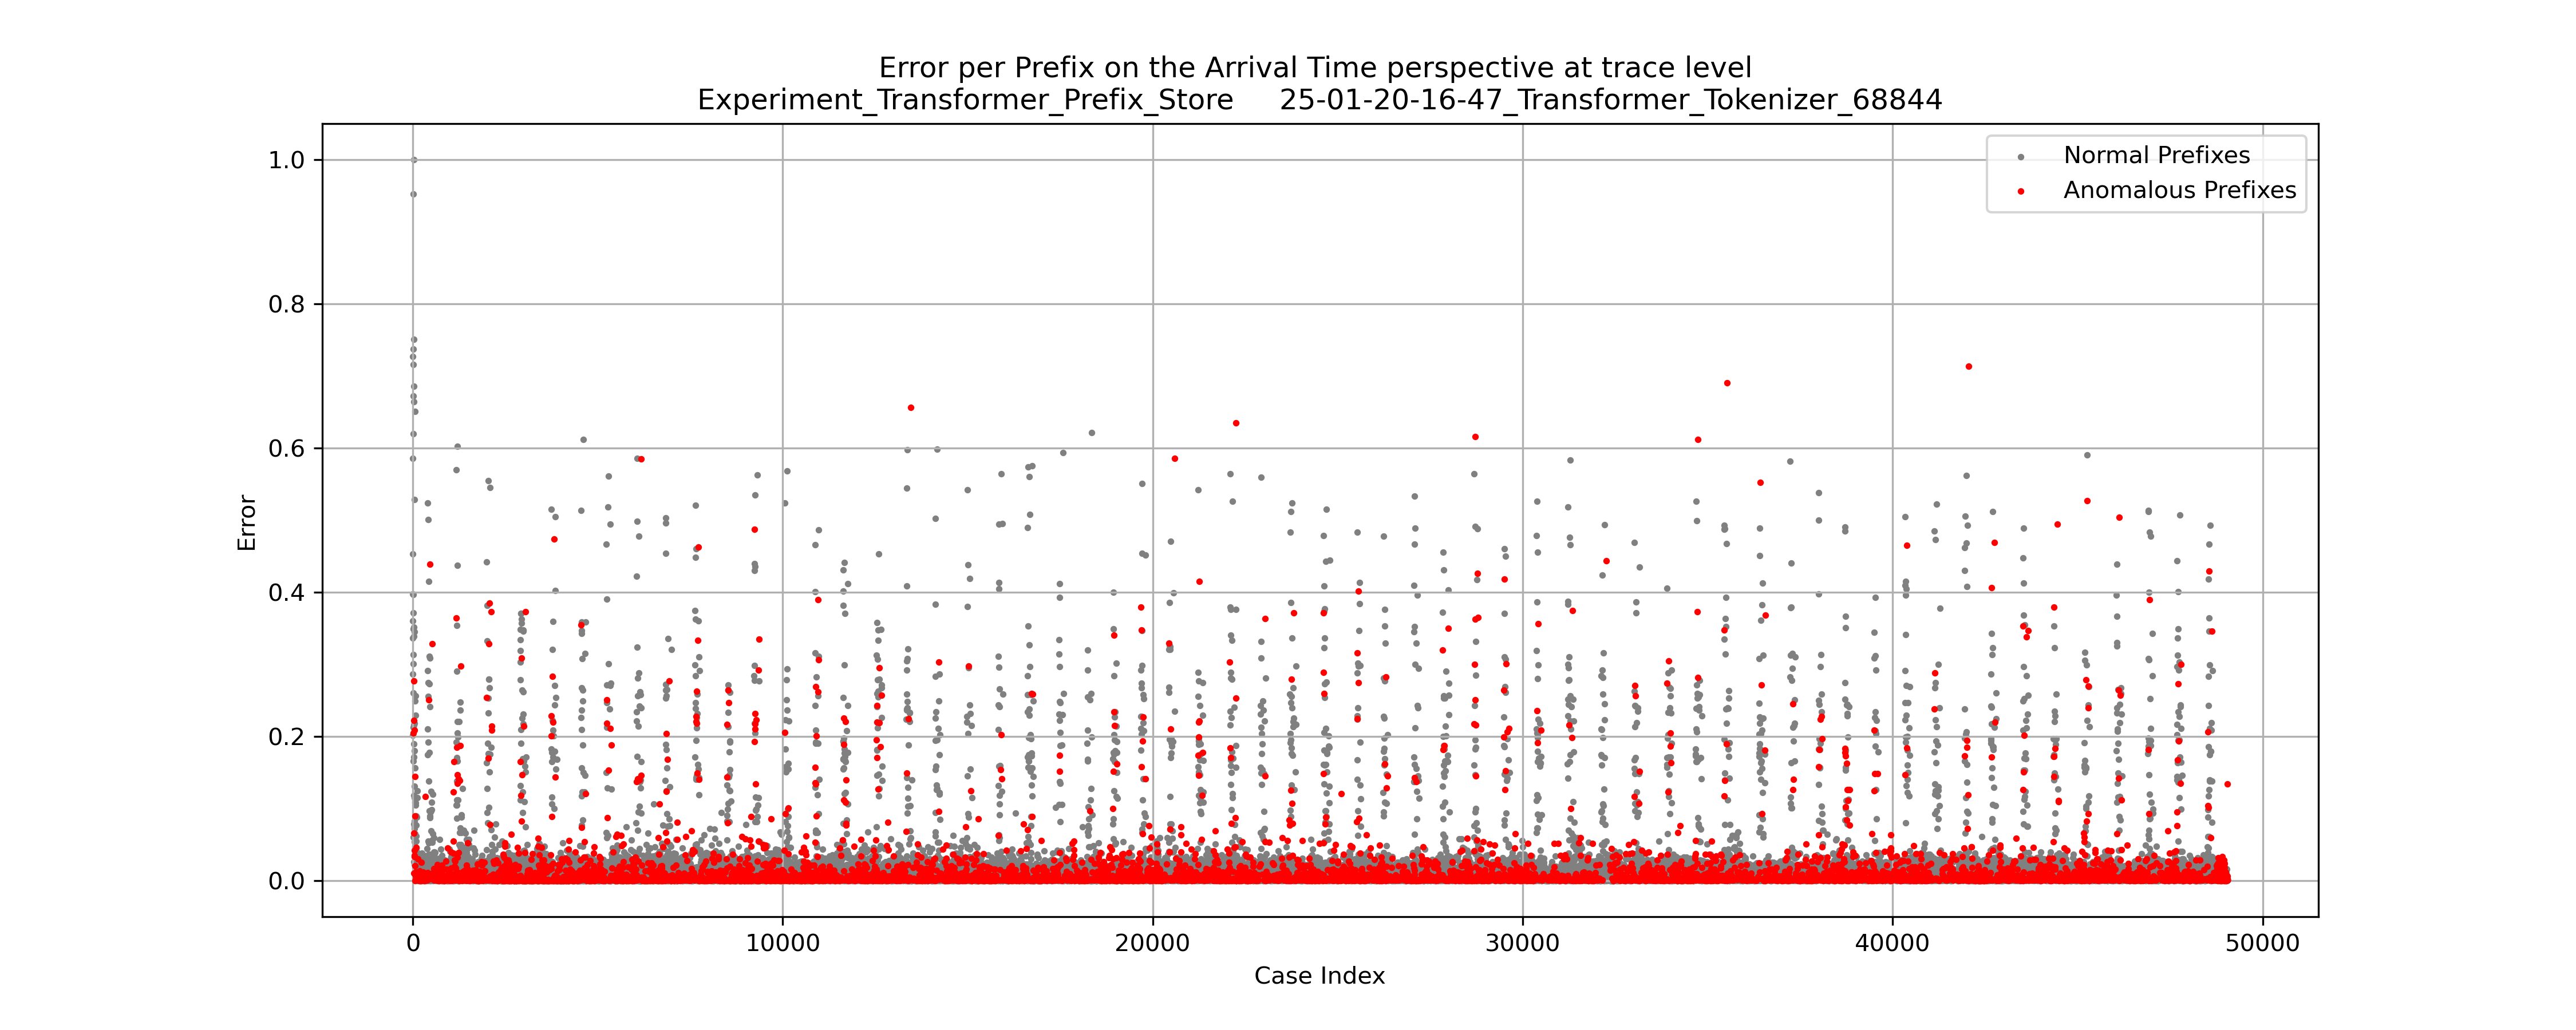 Error per Prefix on the Arrival Time perspective at trace level
Experiment_Transformer_Prefix_Store 25-01-20-16-47_Transformer_Tokenizer_68844
Normal Prefixes
Anomalous Prefixes
1.0
0.8
0.6
0.4
0.2
0.0
Error
0 10000 20000 30000 40000 50000
Case Index